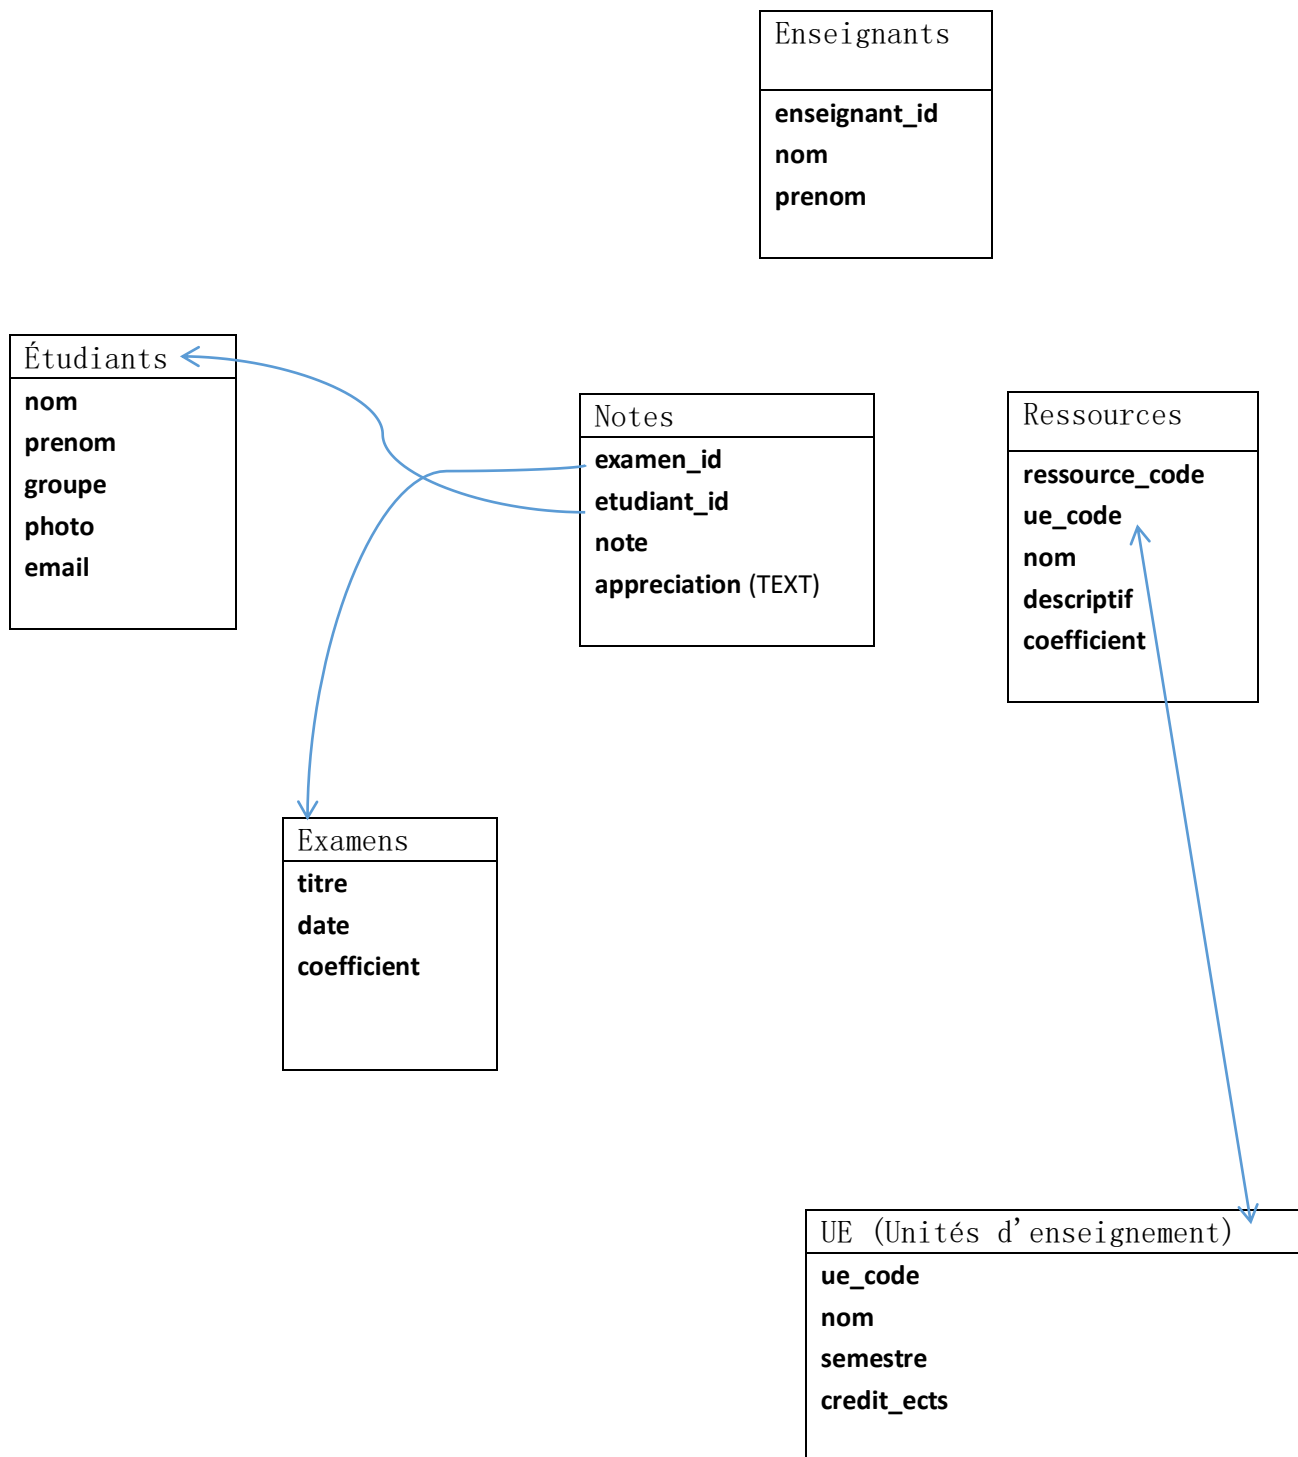 Enseignants
enseignant_id
nom
prenom
Étudiants
nom
prenom
groupe
photo
email
Notes
examen_id
etudiant_id
note
appreciation (TEXT)
Ressources
ressource_code
ue_code
nom
descriptif
coefficient
Examens
titre
date
coefficient
UE (Unités d'enseignement)
ue_code
nom
semestre
credit_ects